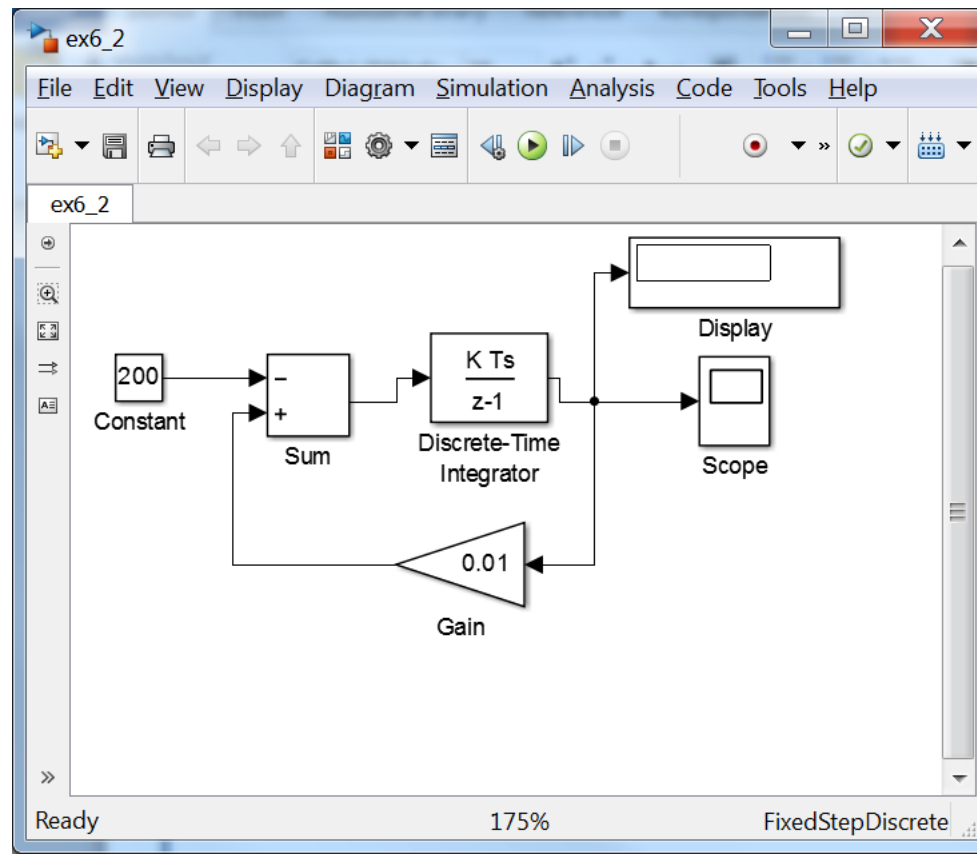 ex6_2
File Edit View Display Diagram Simulation Analysis Code Tools Help
»
ex6_2
200
Constant
−
+
Sum
K Ts
z-1
Discrete-Time
Integrator
Display
Scope
0.01
Gain
A≡
»
Ready 175% FixedStepDiscrete